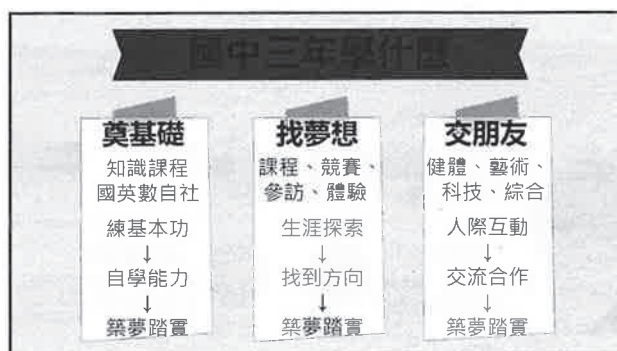 國中三年學什麼
奠基礎
知識課程
國英數自社
練基本功
↓
自學能力
↓
築夢踏實
找夢想
課程、競賽、
參訪、體驗
生涯探索
↓
找到方向
↓
築夢踏實
交朋友
健體、藝術、
科技、綜合
人際互動
↓
交流合作
↓
築夢踏實